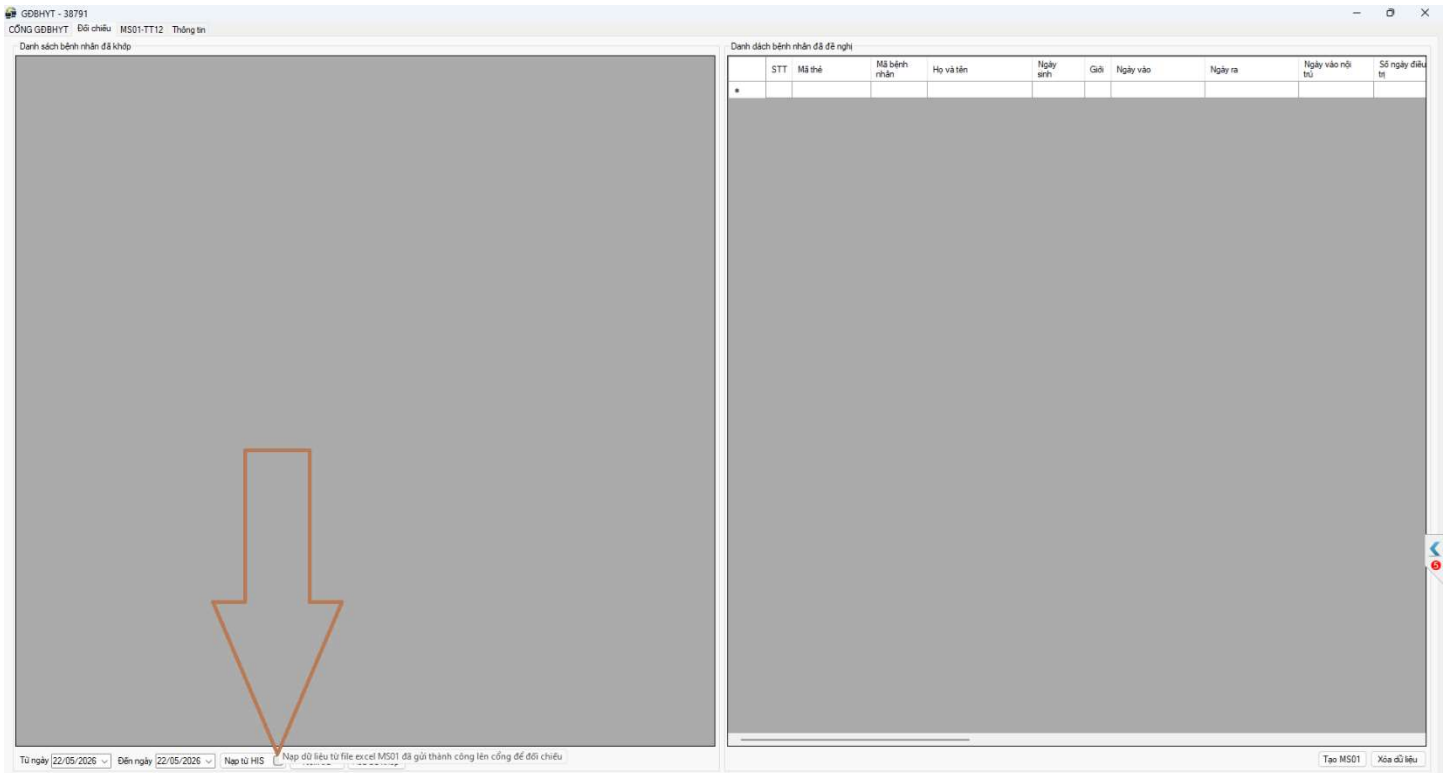 GĐBHYT - 38791
CỔNG GĐBHYT Đối chiếu MS01-TT12 Thông tin
Danh sách bệnh nhân đã khớp
Danh dách bệnh nhân đã đề nghị
STT Mã thẻ Mã bệnh nhân Họ và tên Ngày sinh Giới Ngày vào Ngày ra Ngày vào nội trú Số ngày điều trị
5
Từ ngày 22/05/2026 Đến ngày 22/05/2026 Nạp từ HIS
Nạp dữ liệu từ file excel MS01 đã gửi thành công lên cổng để đối chiếu
Tạo MS01 Xóa dữ liệu